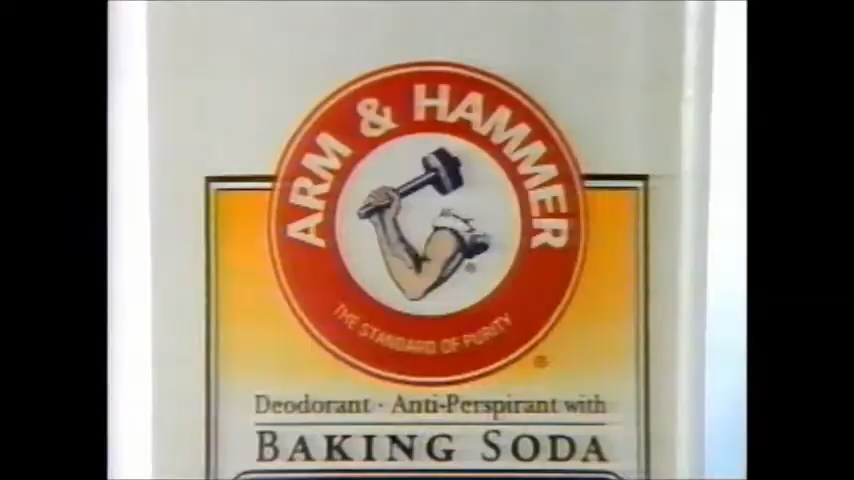 ARM & HAMMER
THE STANDARD OF PURITY
®
®
Deodorant · Anti-Perspirant with
BAKING SODA